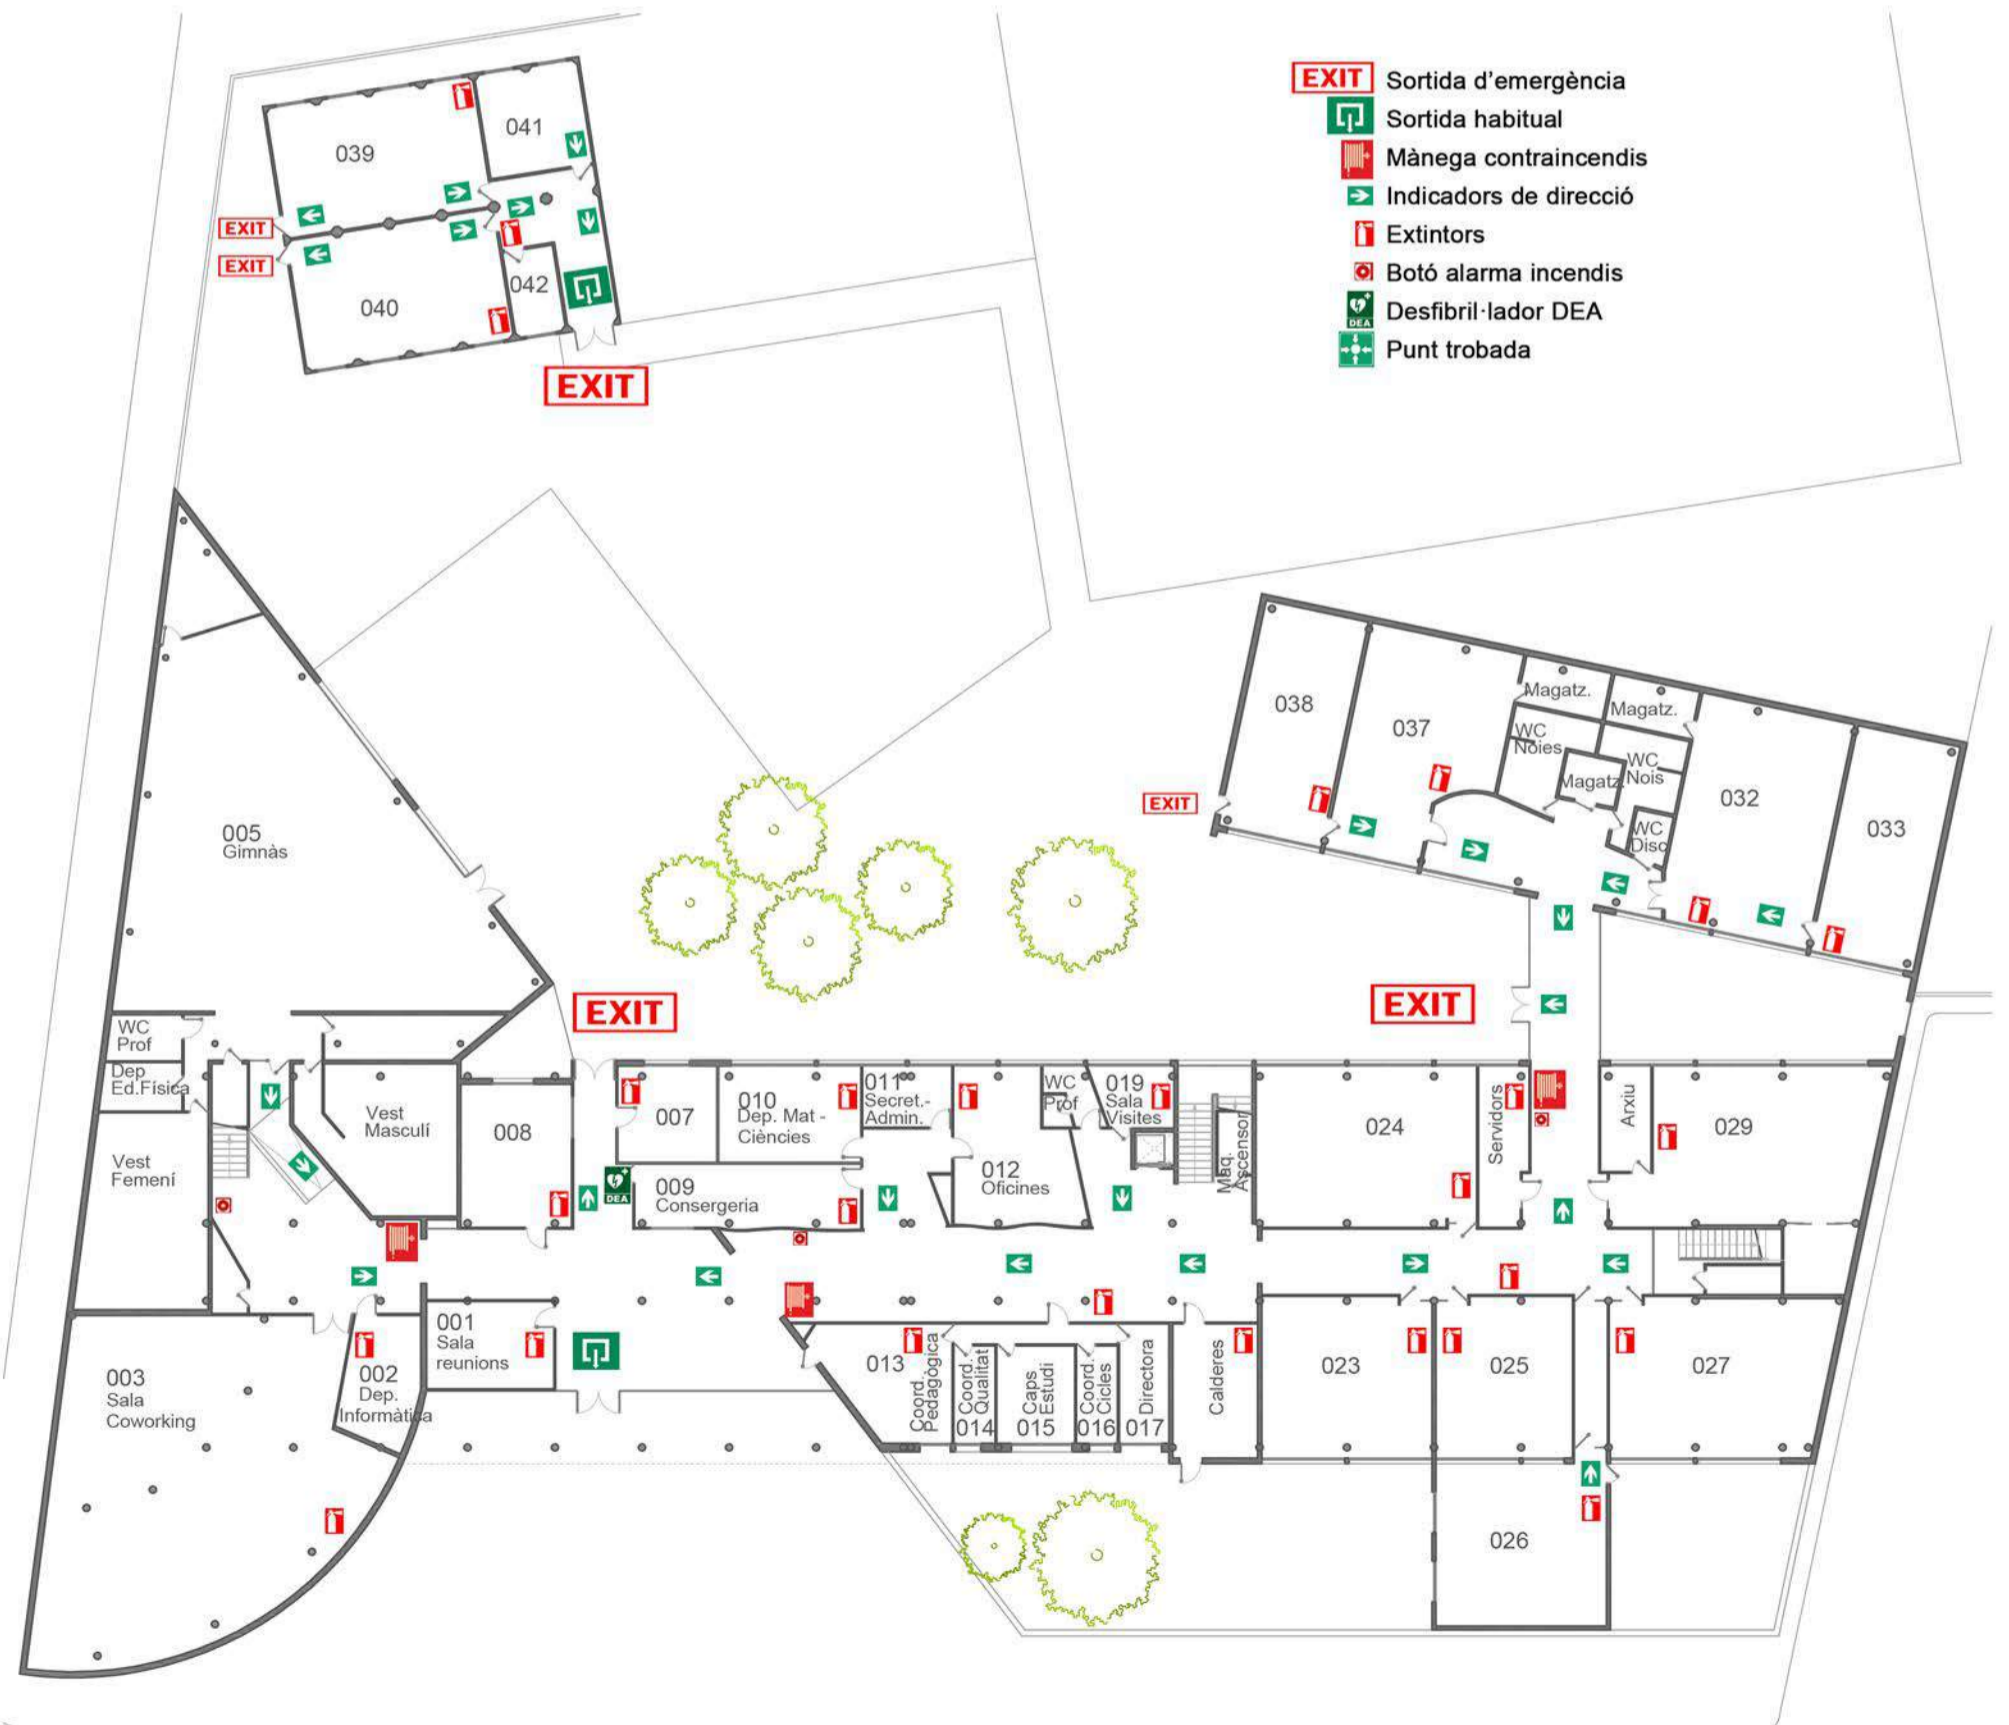 EXIT Sortida d'emergència
Sortida habitual
Mànega contraincendis
Indicadors de direcció
Extintors
Botó alarma incendis
DEA Desfibril·lador DEA
Punt trobada
041
039
EXIT
EXIT
042
040
EXIT
038
037
Magatz.
Magatz.
WC
Noies
WC
Nois
Magatz.
WC
Disc
032
033
EXIT
005
Gimnàs
EXIT
EXIT
WC
Prof
Dep
Ed.Física
Vest
Masculí
Vest
Femení
008
007
010
Dep. Mat -
Ciències
011
Secret.-
Admin.
009
Consergeria
DEA
012
Oficines
WC
Prof
019
Sala
Visites
Maq.
Ascensor
024
Servidors
Arxiu
029
001
Sala
reunions
002
Dep.
Informàtica
003
Sala
Coworking
013
Coord.
Pedagògica
Coord.
Qualitat
014
Caps
Estudi
015
Coord.
Cicles
016
Directora
017
Calderes
023
025
027
026